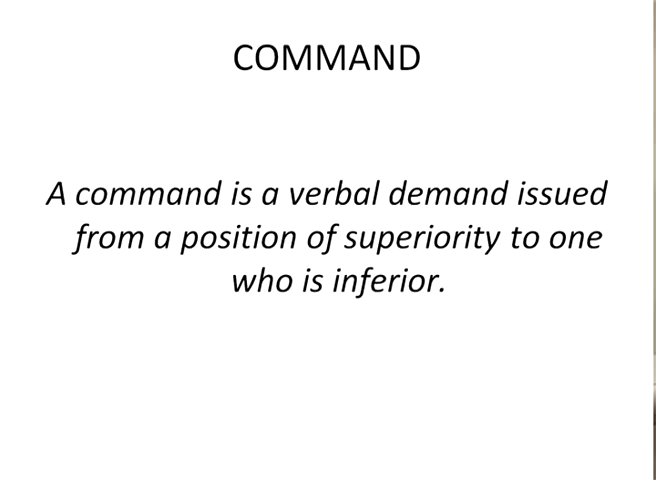 COMMAND
A command is a verbal demand issued
from a position of superiority to one
who is inferior.